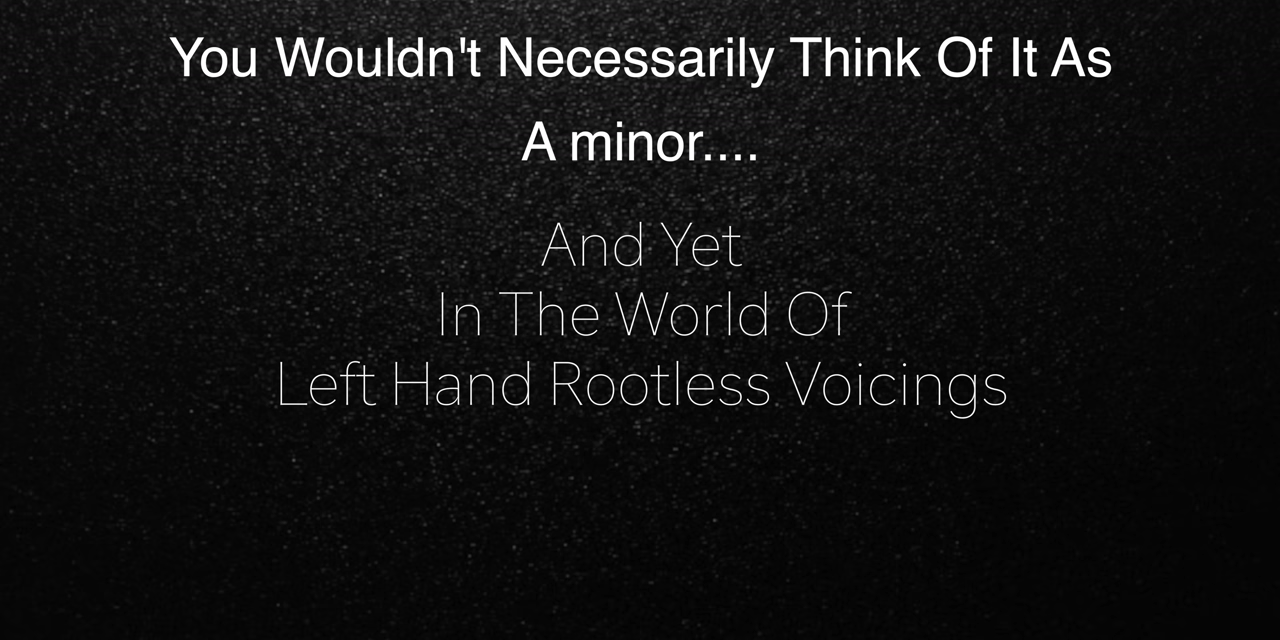 You Wouldn't Necessarily Think Of It As
A minor....
And Yet
In The World Of
Left Hand Rootless Voicings